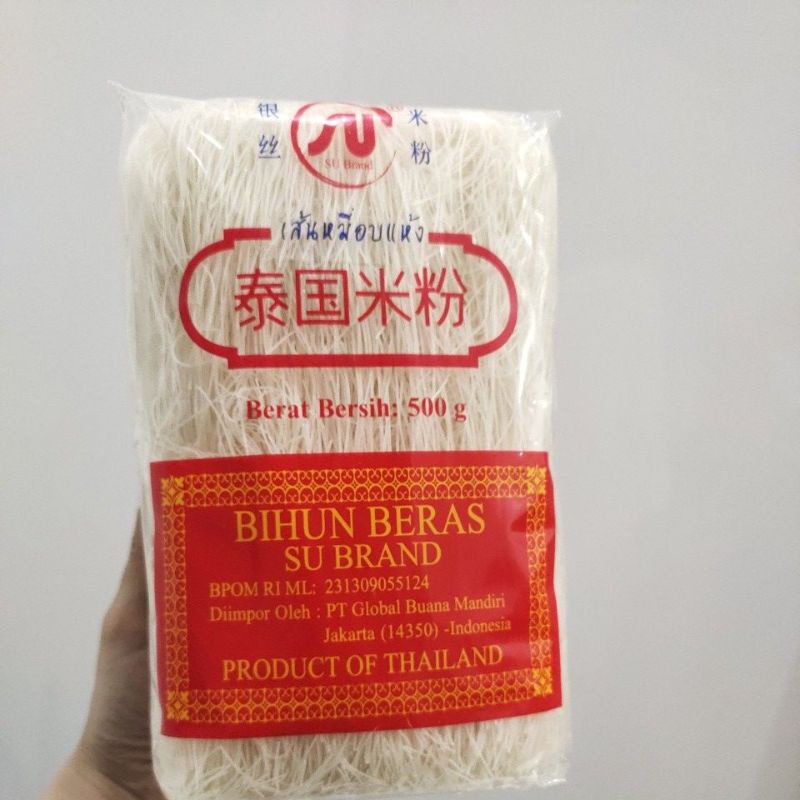 银丝
米粉
SU Brand
เส้นหมี่อบแห้ง
泰国米粉
Berat Bersih: 500 g
BIHUN BERAS
SU BRAND
BPOM RI ML: 231309055124
Diimpor Oleh : PT Global Buana Mandiri
Jakarta (14350) -Indonesia
PRODUCT OF THAILAND